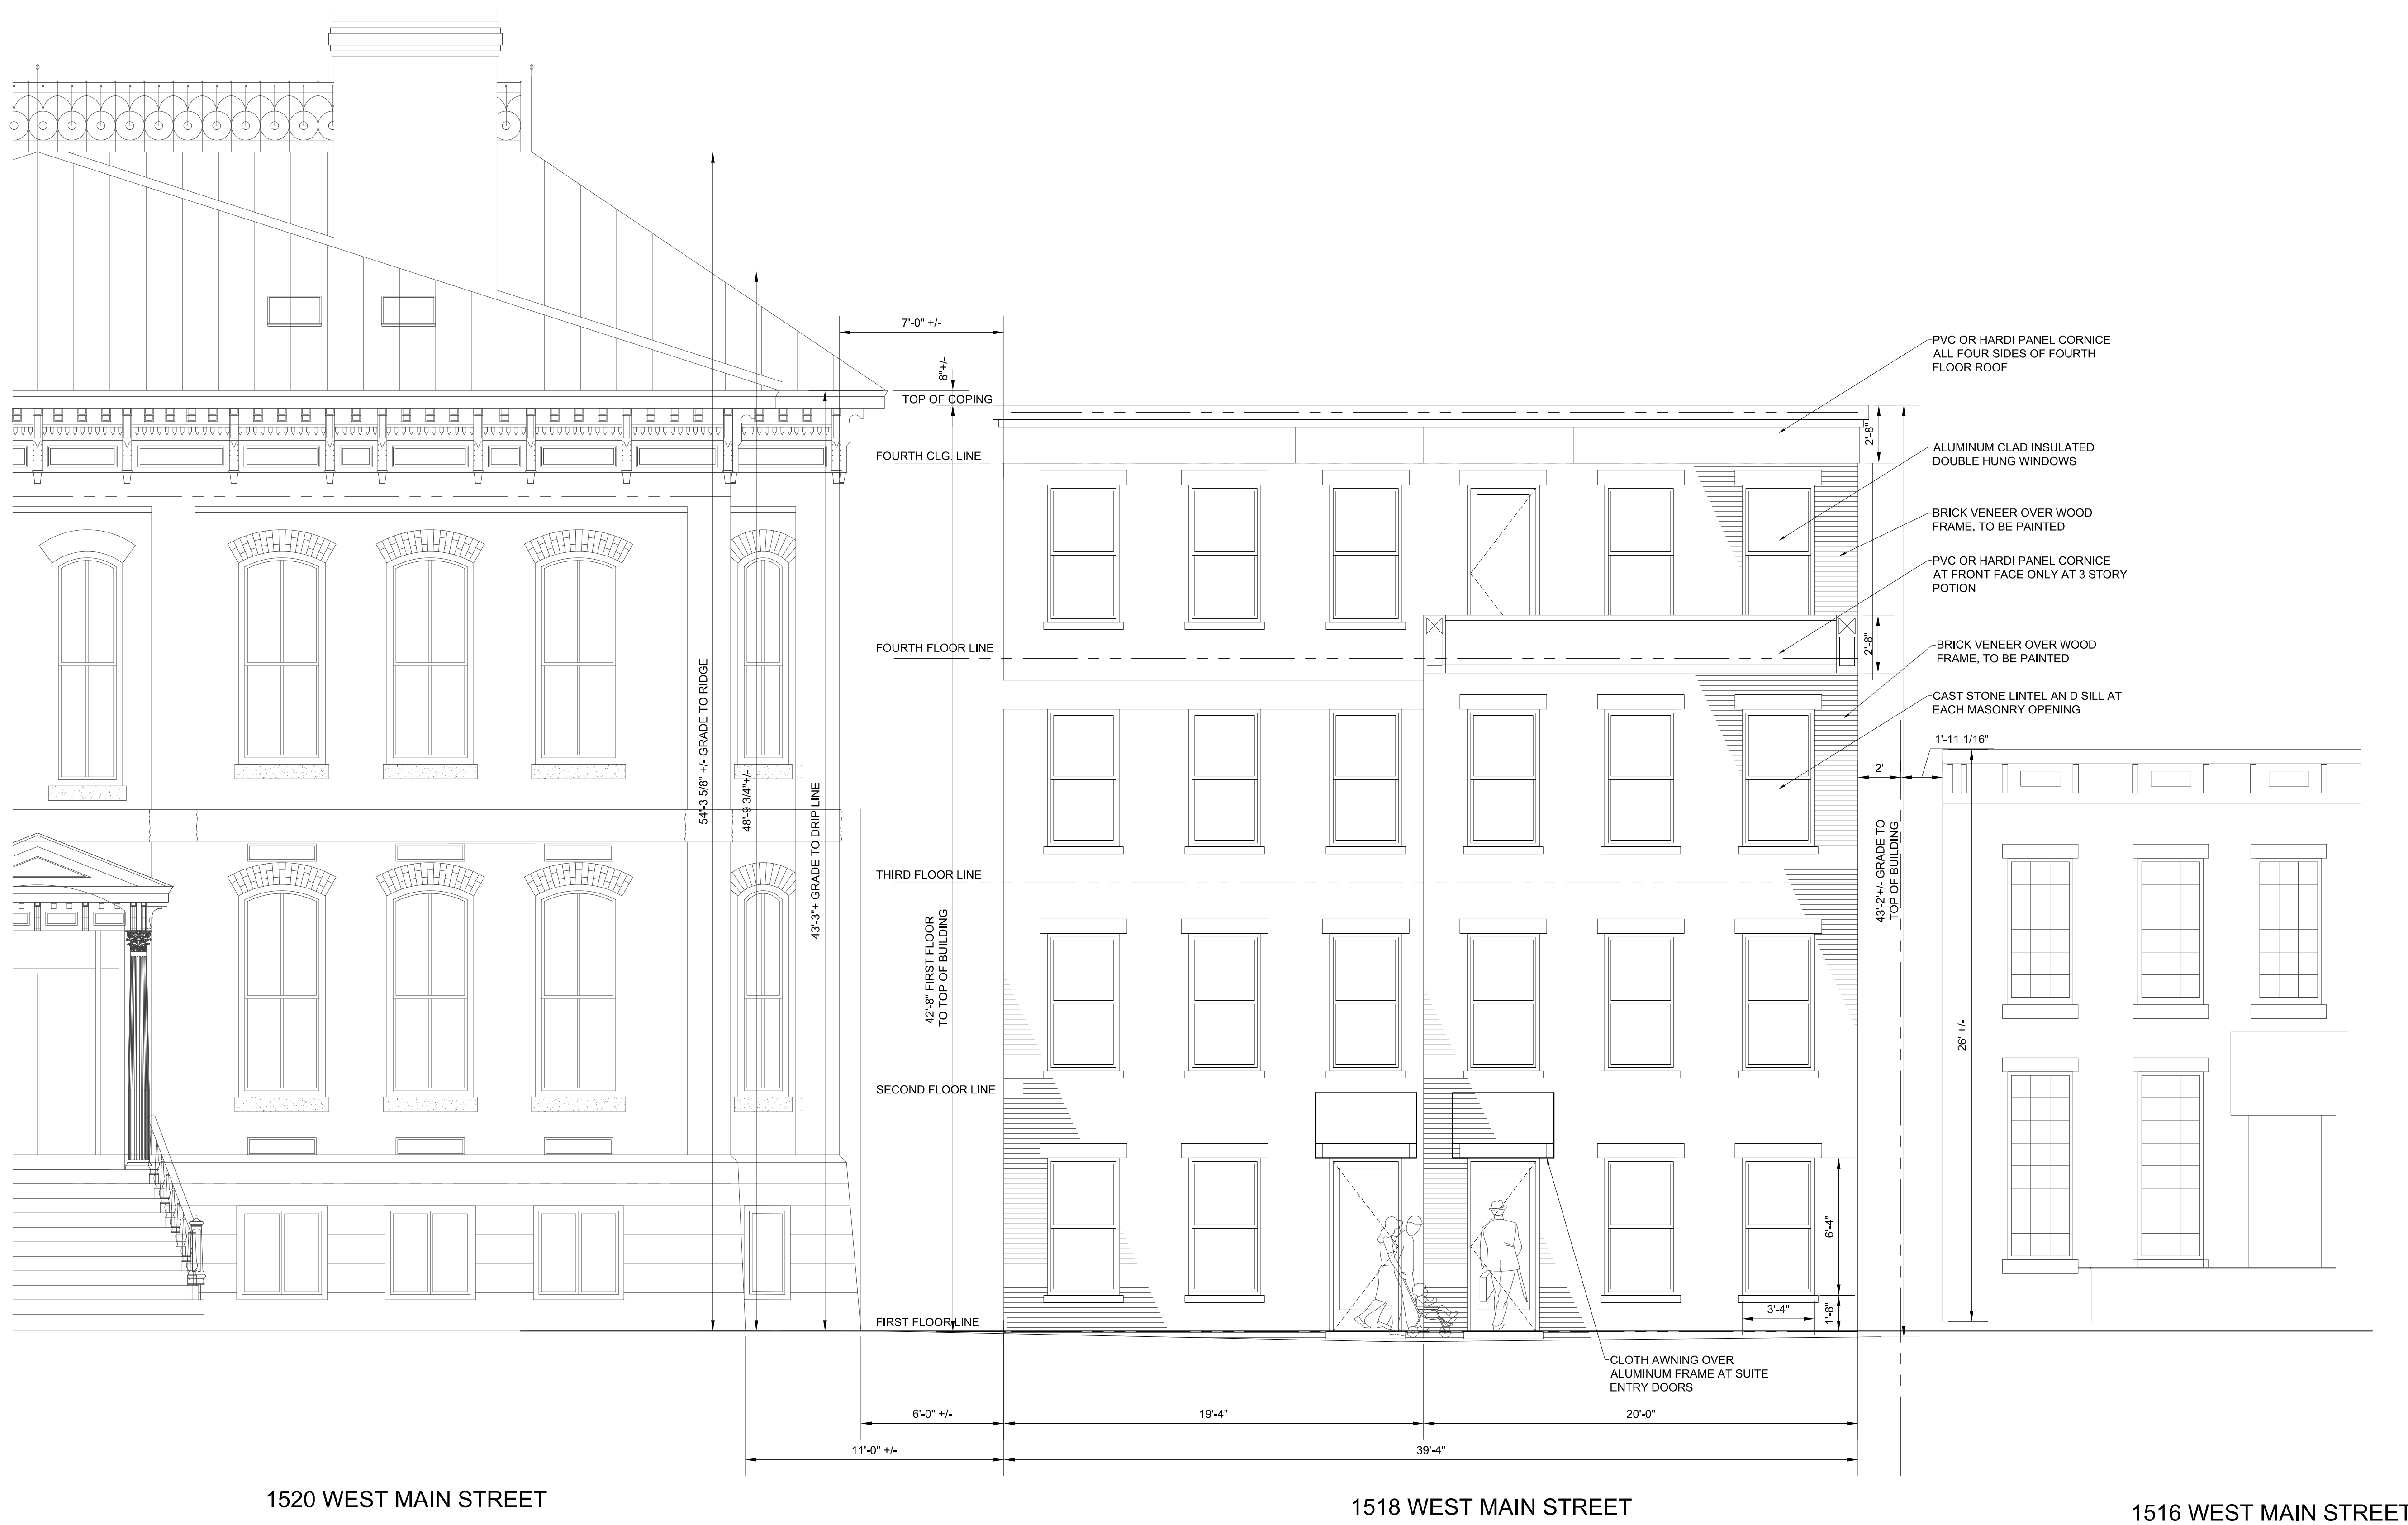 7'-0" +/-
8"+/-
TOP OF COPING
FOURTH CLG. LINE
FOURTH FLOOR LINE
THIRD FLOOR LINE
SECOND FLOOR LINE
FIRST FLOOR LINE
54'-3 5/8" +/- GRADE TO RIDGE
48'-9 3/4"+/-
43'-3"+ GRADE TO DRIP LINE
42'-8" FIRST FLOOR
TO TOP OF BUILDING
PVC OR HARDI PANEL CORNICE
ALL FOUR SIDES OF FOURTH
FLOOR ROOF
2'-8"
ALUMINUM CLAD INSULATED
DOUBLE HUNG WINDOWS
BRICK VENEER OVER WOOD
FRAME, TO BE PAINTED
PVC OR HARDI PANEL CORNICE
AT FRONT FACE ONLY AT 3 STORY
POTION
2'-8"
BRICK VENEER OVER WOOD
FRAME, TO BE PAINTED
CAST STONE LINTEL AN D SILL AT
EACH MASONRY OPENING
1'-11 1/16"
2'
43'-2'+/- GRADE TO
TOP OF BUILDING
26' +/-
6'-4"
3'-4"
1'-8"
CLOTH AWNING OVER
ALUMINUM FRAME AT SUITE
ENTRY DOORS
6'-0" +/-
19'-4"
20'-0"
11'-0" +/-
39'-4"
1520 WEST MAIN STREET
1518 WEST MAIN STREET
1516 WEST MAIN STREET